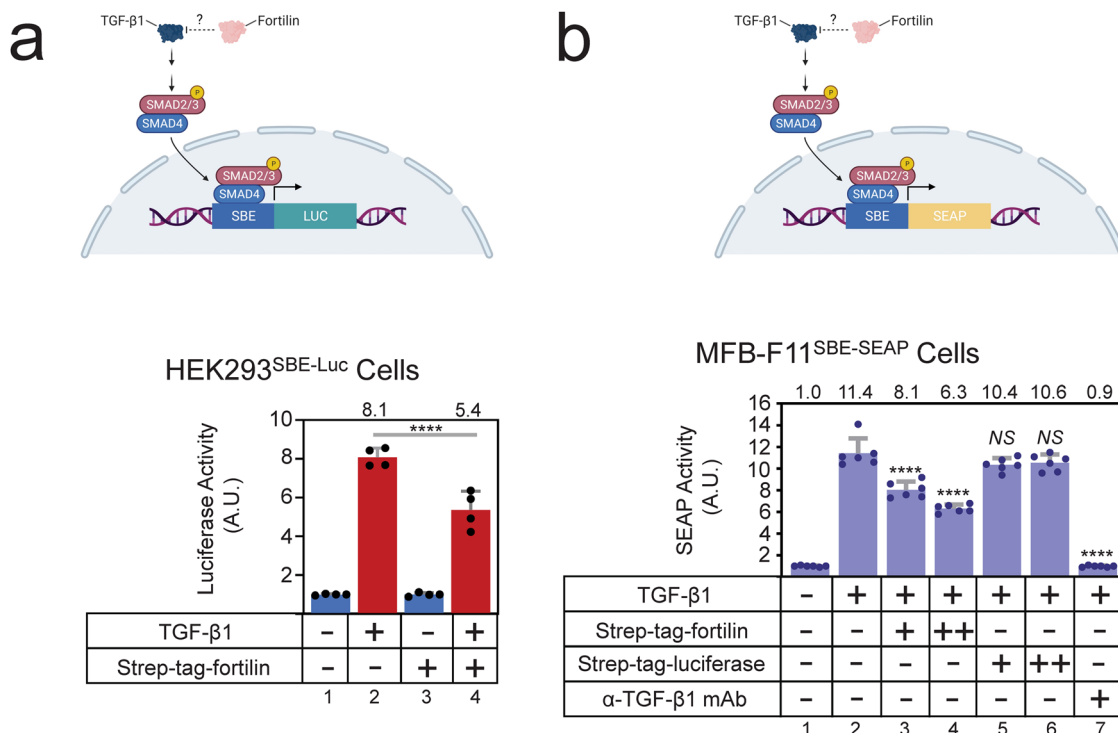 a
TGF-β1
?
Fortilin
P
SMAD2/3
SMAD4
P
SMAD2/3
SMAD4
SBE
LUC
HEK293SBE-Luc Cells
8.1 5.4
****
Luciferase Activity
(A.U.)
10
8
6
4
2
TGF-β1 – + – +
Strep-tag-fortilin – – + +
1 2 3 4
b
TGF-β1
?
Fortilin
P
SMAD2/3
SMAD4
P
SMAD2/3
SMAD4
SBE
SEAP
MFB-F11SBE-SEAP Cells
1.0 11.4 8.1 6.3 10.4 10.6 0.9
SEAP Activity
(A.U.)
16
14
12
10
8
6
4
2
**** **** NS NS ****
TGF-β1 – + + + + + +
Strep-tag-fortilin – – + ++ – – –
Strep-tag-luciferase – – – – + ++ –
α-TGF-β1 mAb – – – – – – +
1 2 3 4 5 6 7